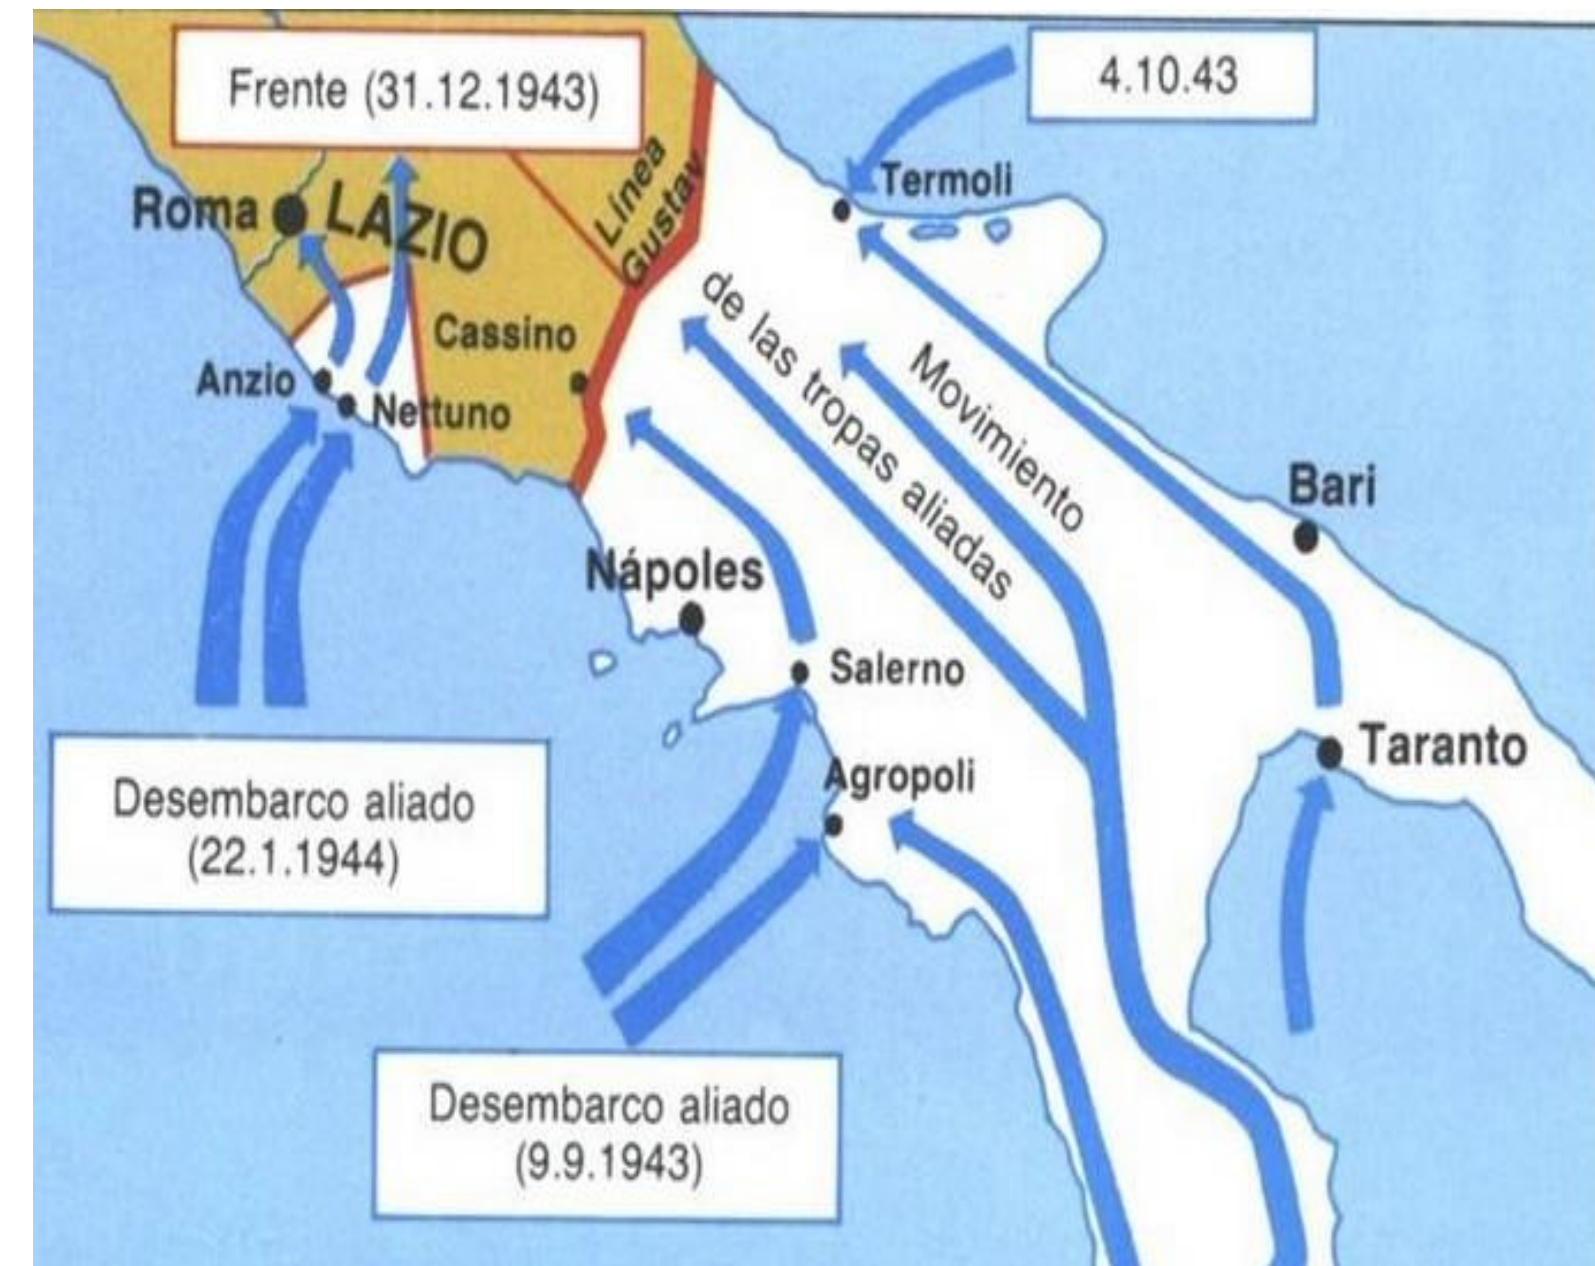 Frente (31.12.1943)
4.10.43
Línea
Gustav
Termoli
Roma
LAZIO
Cassino
Anzio
Nettuno
Movimiento
de las tropas aliadas
Bari
Nápoles
Salerno
Taranto
Agropoli
Desembarco aliado
(22.1.1944)
Desembarco aliado
(9.9.1943)